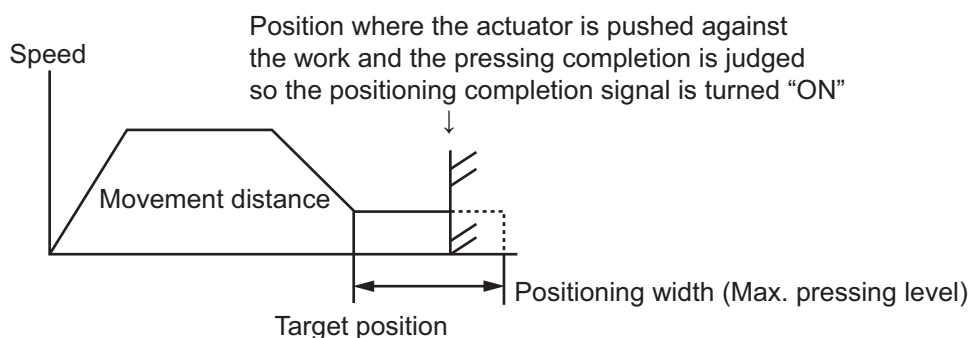 Position where the actuator is pushed against
the work and the pressing completion is judged
so the positioning completion signal is turned “ON”
Speed
↓
Movement distance
Positioning width (Max. pressing level)
Target position